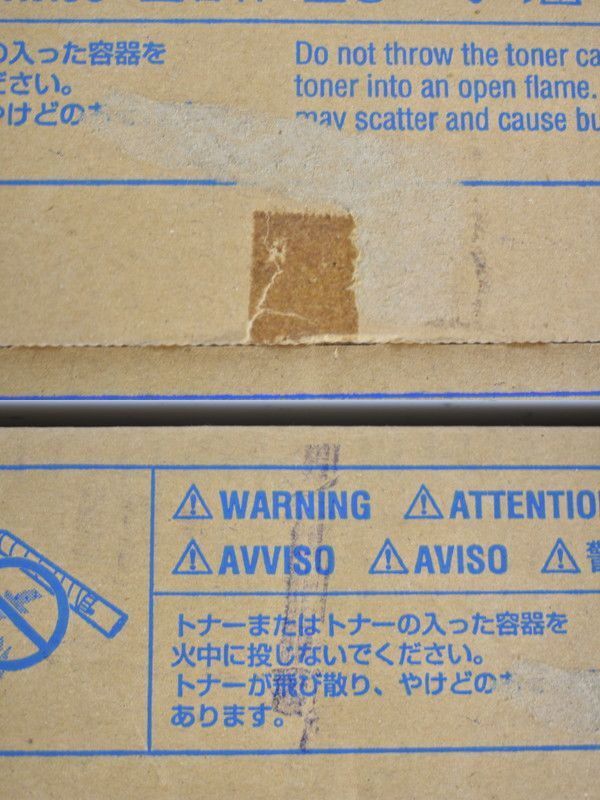 の入った容器を
ださい。
やけどの
Do not throw the toner ca
toner into an open flame.
may scatter and cause bu
⚠WARNING ⚠ATTENTIO
⚠AVVISO ⚠AVISO ⚠警
トナーまたはトナーの入った容器を
火中に投じないでください。
トナーが飛び散り、やけどの
あります。